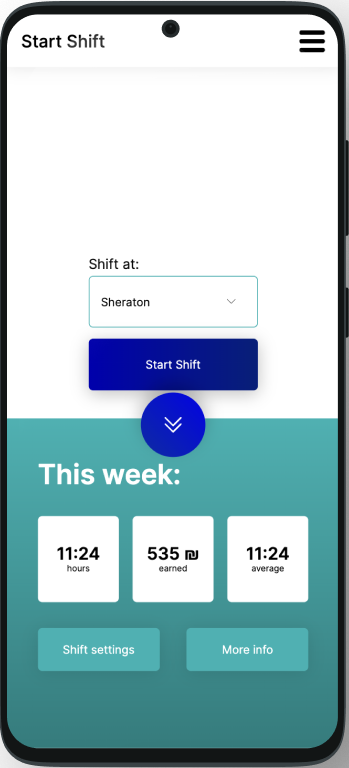 Start Shift
Shift at:
Sheraton
Start Shift
This week:
11:24
hours
535 ₪
earned
11:24
average
Shift settings
More info